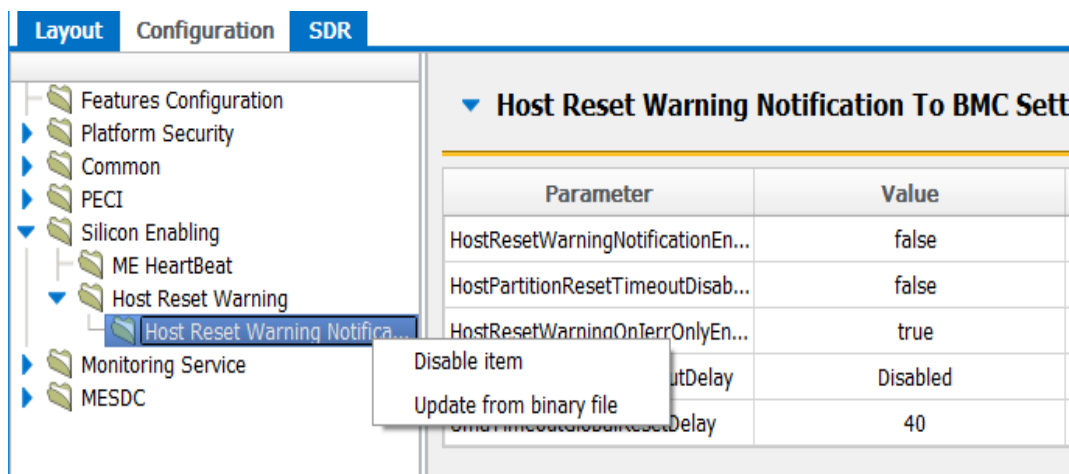 Layout Configuration SDR
Features Configuration
Platform Security
Common
PECI
Silicon Enabling
ME HeartBeat
Host Reset Warning
Host Reset Warning Notifica...
Monitoring Service
MESDC
Disable item
Update from binary file
Host Reset Warning Notification To BMC Sett
Parameter Value
HostResetWarningNotificationEn... false
HostPartitionResetTimeoutDisab... false
HostResetWarningOnIerrOnlyEn... true
utDelay Disabled
OmaTimeoutGlobalResetDelay 40